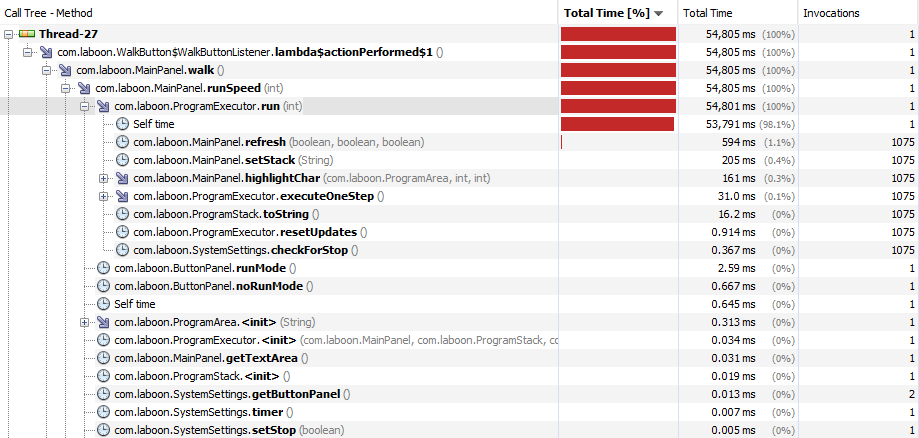 Call Tree - Method Total Time [%] Total Time Invocations
Thread-27 54,805 ms (100%) 1
com.laboon.WalkButton$WalkButtonListener.lambda$actionPerformed$1 () 54,805 ms (100%) 1
com.laboon.MainPanel.walk () 54,805 ms (100%) 1
com.laboon.MainPanel.runSpeed (int) 54,805 ms (100%) 1
com.laboon.ProgramExecutor.run (int) 54,801 ms (100%) 1
Self time 53,791 ms (98.1%) 1
com.laboon.MainPanel.refresh (boolean, boolean, boolean) 594 ms (1.1%) 1075
com.laboon.MainPanel.setStack (String) 205 ms (0.4%) 1075
com.laboon.MainPanel.highlightChar (com.laboon.ProgramArea, int, int) 161 ms (0.3%) 1075
com.laboon.ProgramExecutor.executeOneStep () 31.0 ms (0.1%) 1075
com.laboon.ProgramStack.toString () 16.2 ms (0%) 1075
com.laboon.ProgramExecutor.resetUpdates () 0.914 ms (0%) 1075
com.laboon.SystemSettings.checkForStop () 0.367 ms (0%) 1075
com.laboon.ButtonPanel.runMode () 2.59 ms (0%) 1
com.laboon.ButtonPanel.noRunMode () 0.667 ms (0%) 1
Self time 0.645 ms (0%) 1
com.laboon.ProgramArea.<init> (String) 0.313 ms (0%) 1
com.laboon.ProgramExecutor.<init> (com.laboon.MainPanel, com.laboon.ProgramStack, co 0.034 ms (0%) 1
com.laboon.MainPanel.getTextArea () 0.031 ms (0%) 1
com.laboon.ProgramStack.<init> () 0.019 ms (0%) 1
com.laboon.SystemSettings.getButtonPanel () 0.013 ms (0%) 2
com.laboon.SystemSettings.timer () 0.007 ms (0%) 1
com.laboon.SystemSettings.setStop (boolean) 0.005 ms (0%) 1